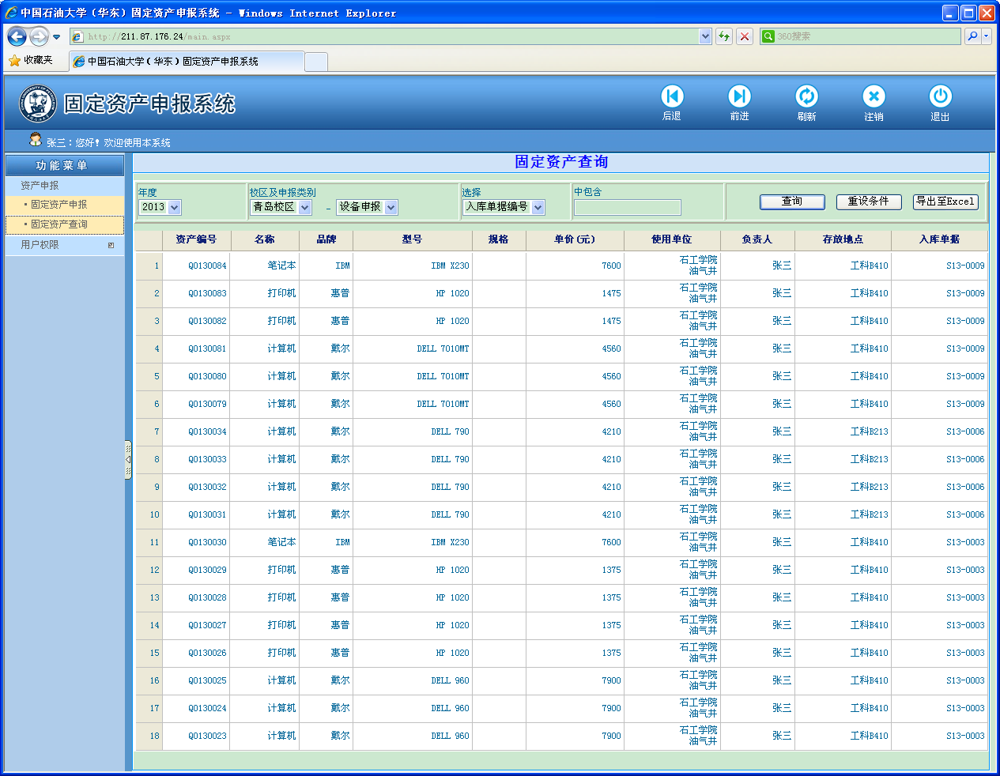 中国石油大学（华东）固定资产申报系统 - Windows Internet Explorer
http://211.87.176.24/main.aspx
360搜索
收藏夹
中国石油大学（华东）固定资产申报系统
固定资产申报系统
后退 前进 刷新 注销 退出
张三：您好！欢迎使用本系统
功能菜单
资产申报
固定资产申报
固定资产查询
用户权限
固定资产查询
年度 校区及申报类别 选择 中包含
2013 青岛校区 - 设备申报 入库单据编号 查询 重设条件 导出至Excel
资产编号 名称 品牌 型号 规格 单价(元) 使用单位 负责人 存放地点 入库单据
1 Q0130084 笔记本 IBM IBM X230 7600 石工学院油气井 张三 工科B410 S13-0009
2 Q0130083 打印机 惠普 HP 1020 1475 石工学院油气井 张三 工科B410 S13-0009
3 Q0130082 打印机 惠普 HP 1020 1475 石工学院油气井 张三 工科B410 S13-0009
4 Q0130081 计算机 戴尔 DELL 7010MT 4560 石工学院油气井 张三 工科B410 S13-0009
5 Q0130080 计算机 戴尔 DELL 7010MT 4560 石工学院油气井 张三 工科B410 S13-0009
6 Q0130079 计算机 戴尔 DELL 7010MT 4560 石工学院油气井 张三 工科B410 S13-0009
7 Q0130034 计算机 戴尔 DELL 790 4210 石工学院油气井 张三 工科B213 S13-0006
8 Q0130033 计算机 戴尔 DELL 790 4210 石工学院油气井 张三 工科B213 S13-0006
9 Q0130032 计算机 戴尔 DELL 790 4210 石工学院油气井 张三 工科B213 S13-0006
10 Q0130031 计算机 戴尔 DELL 790 4210 石工学院油气井 张三 工科B213 S13-0006
11 Q0130030 笔记本 IBM IBM X230 7600 石工学院油气井 张三 工科B410 S13-0003
12 Q0130029 打印机 惠普 HP 1020 1375 石工学院油气井 张三 工科B410 S13-0003
13 Q0130028 打印机 惠普 HP 1020 1375 石工学院油气井 张三 工科B410 S13-0003
14 Q0130027 打印机 惠普 HP 1020 1375 石工学院油气井 张三 工科B410 S13-0003
15 Q0130026 打印机 惠普 HP 1020 1375 石工学院油气井 张三 工科B410 S13-0003
16 Q0130025 计算机 戴尔 DELL 960 7900 石工学院油气井 张三 工科B410 S13-0003
17 Q0130024 计算机 戴尔 DELL 960 7900 石工学院油气井 张三 工科B410 S13-0003
18 Q0130023 计算机 戴尔 DELL 960 7900 石工学院油气井 张三 工科B410 S13-0003